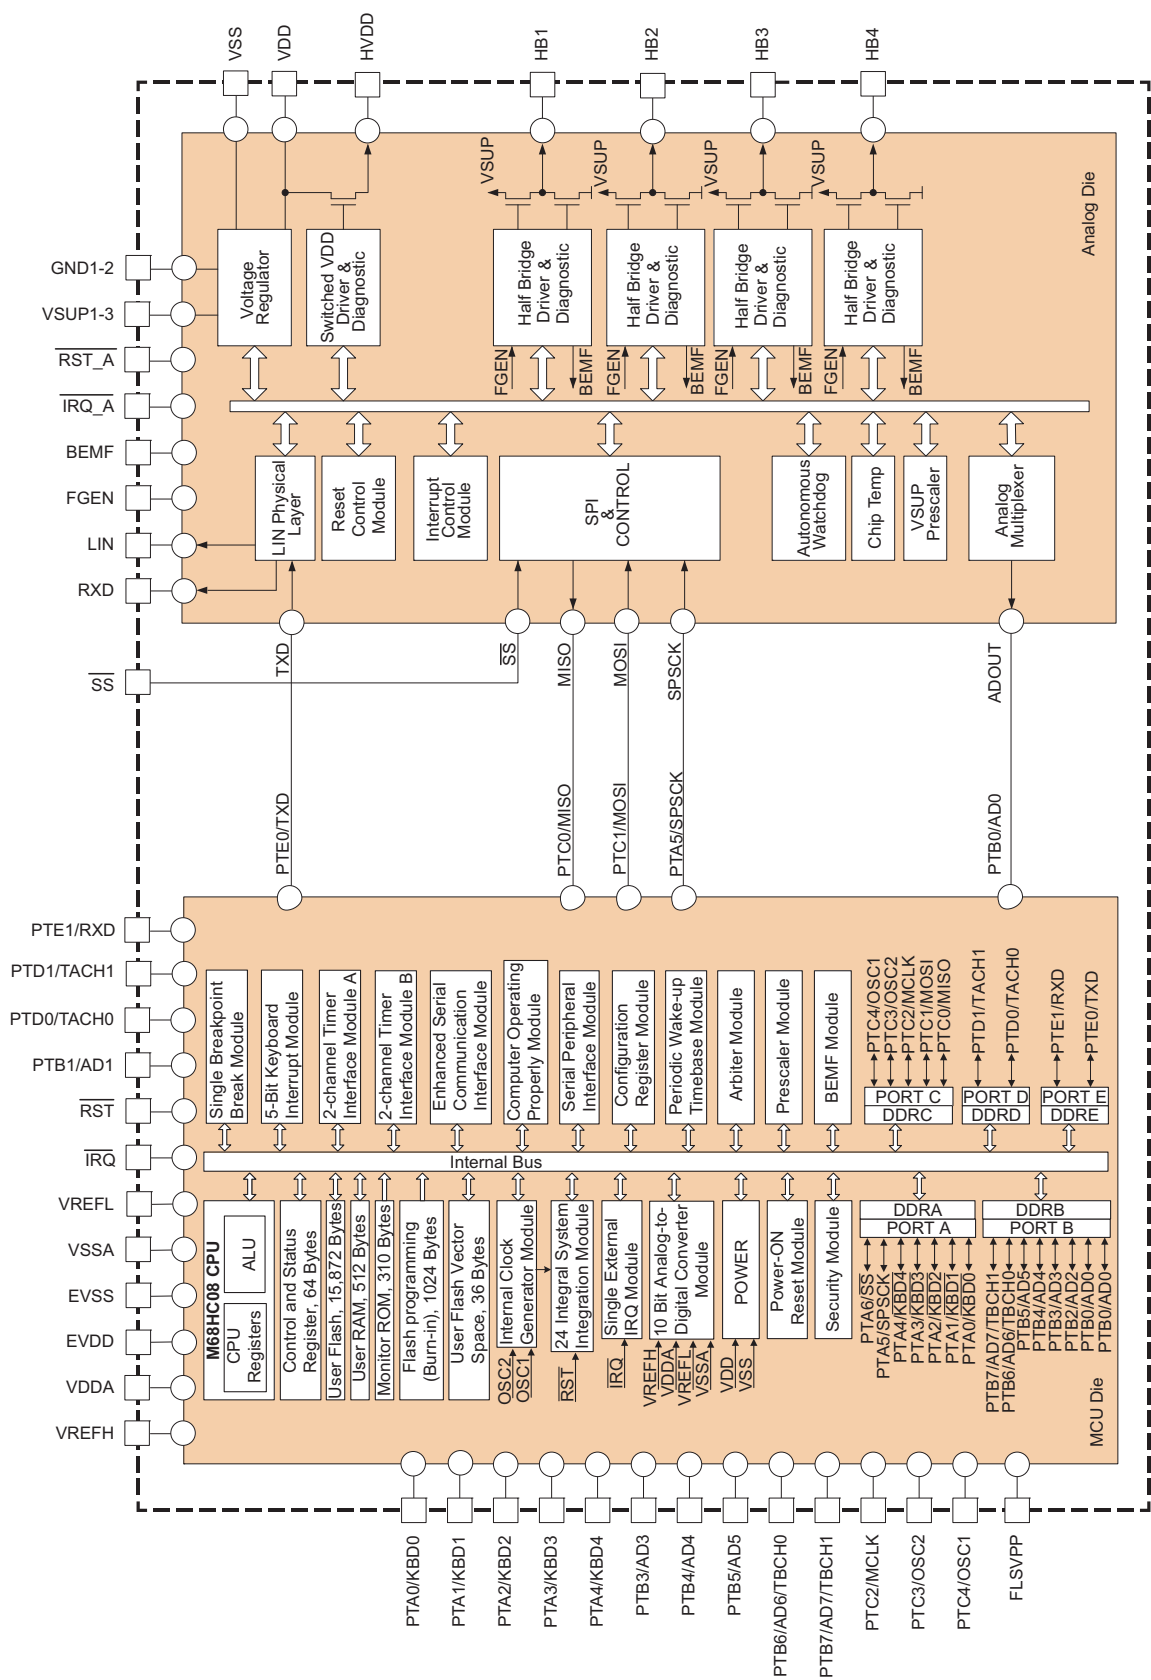 VSS
VDD
HVDD
HB1
HB2
HB3
HB4
GND1-2
VSUP1-3
RST_A
IRQ_A
BEMF
FGEN
LIN
RXD
SS
Analog Die
VSUP
VSUP
VSUP
VSUP
Voltage
Regulator
Switched VDD
Driver &
Diagnostic
Half Bridge
Driver &
Diagnostic
Half Bridge
Driver &
Diagnostic
Half Bridge
Driver &
Diagnostic
Half Bridge
Driver &
Diagnostic
FGEN
BEMF
FGEN
BEMF
FGEN
BEMF
FGEN
BEMF
LIN Physical
Layer
Reset
Control
Module
Interrupt
Control
Module
SPI
&
CONTROL
Autonomous
Watchdog
Chip Temp
VSUP
Prescaler
Analog
Multiplexer
TXD
SS
MISO
MOSI
SPSCK
ADOUT
PTE0/TXD
PTC0/MISO
PTC1/MOSI
PTA5/SPSCK
PTB0/AD0
PTE1/RXD
PTD1/TACH1
PTD0/TACH0
PTB1/AD1
RST
IRQ
VREFL
VSSA
EVSS
EVDD
VDDA
VREFH
Single Breakpoint
Break Module
5-Bit Keyboard
Interrupt Module
2-channel Timer
Interface Module A
2-channel Timer
Interface Module B
Enhanced Serial
Communication
Interface Module
Computer Operating
Properly Module
Serial Peripheral
Interface Module
Configuration
Register Module
Periodic Wake-up
Timebase Module
Arbiter Module
Prescaler Module
BEMF Module
PTC4/OSC1
PTC3/OSC2
PTC2/MCLK
PTC1/MOSI
PTC0/MISO
PORT C
DDRC
PTD1/TACH1
PTD0/TACH0
PORT D
DDRD
PTE1/RXD
PTE0/TXD
PORT E
DDRE
Internal Bus
M68HC08 CPU
CPU
Registers
ALU
Control and Status
Register, 64 Bytes
User Flash, 15,872 Bytes
User RAM, 512 Bytes
Monitor ROM, 310 Bytes
Flash programming
(Burn-in), 1024 Bytes
User Flash Vector
Space, 36 Bytes
Internal Clock
Generator Module
OSC2
OSC1
24 Integral System
Integration Module
RST
Single External
IRQ Module
IRQ
10 Bit Analog-to-
Digital Converter
Module
VREFH
VDDA
VREFL
VSSA
POWER
VDD
VSS
Power-ON
Reset Module
Security Module
DDRA
PORT A
PTA6/SS
PTA5/SPSCK
PTA4/KBD4
PTA3/KBD3
PTA2/KBD2
PTA1/KBD1
PTA0/KBD0
DDRB
PORT B
PTB7/AD7/TBCH1
PTB6/AD6/TBCH0
PTB5/AD5
PTB4/AD4
PTB3/AD3
PTB2/AD2
PTB0/AD0
PTB0/AD0
MCU Die
PTA0/KBD0
PTA1/KBD1
PTA2/KBD2
PTA3/KBD3
PTA4/KBD4
PTB3/AD3
PTB4/AD4
PTB5/AD5
PTB6/AD6/TBCH0
PTB7/AD7/TBCH1
PTC2/MCLK
PTC3/OSC2
PTC4/OSC1
FLSVPP